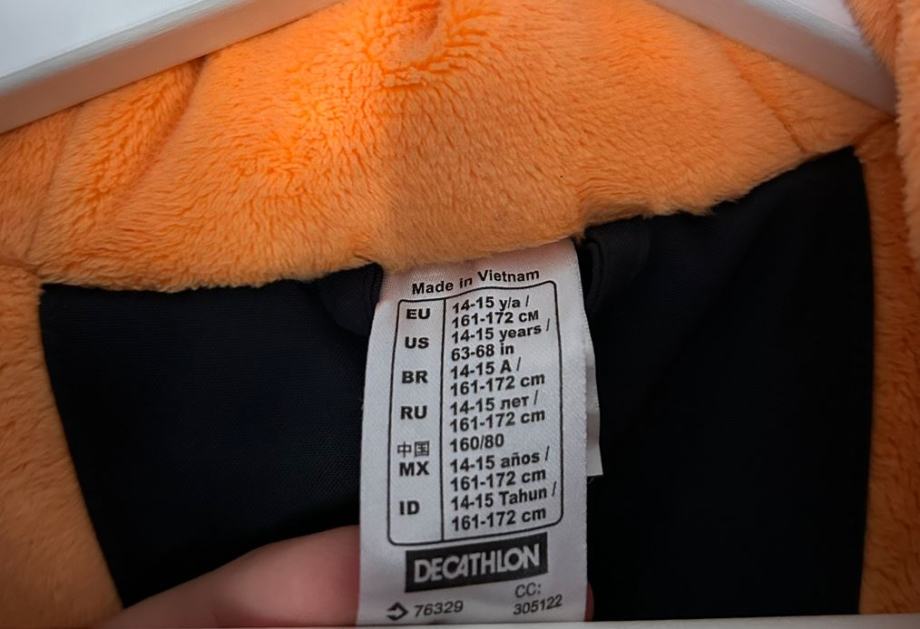 Made in Vietnam
EU 14-15 y/a /
161-172 см
US 14-15 years /
63-68 in
BR 14-15 A /
161-172 cm
RU 14-15 лет /
161-172 cm
中国 160/80
MX 14-15 años /
161-172 cm
ID 14-15 Tahun /
161-172 cm
DECATHLON
76329 CC:
305122